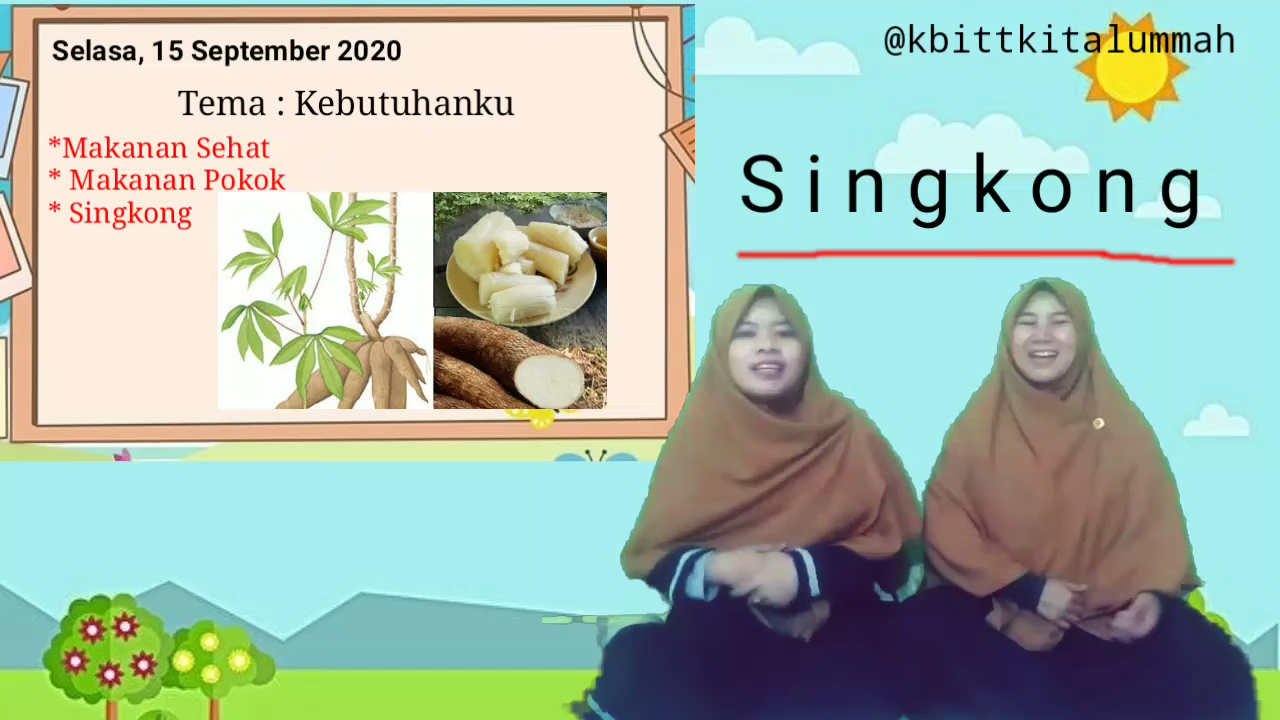 Selasa, 15 September 2020
Tema : Kebutuhanku
*Makanan Sehat
* Makanan Pokok
* Singkong
@kbittkitalummah
Singkong